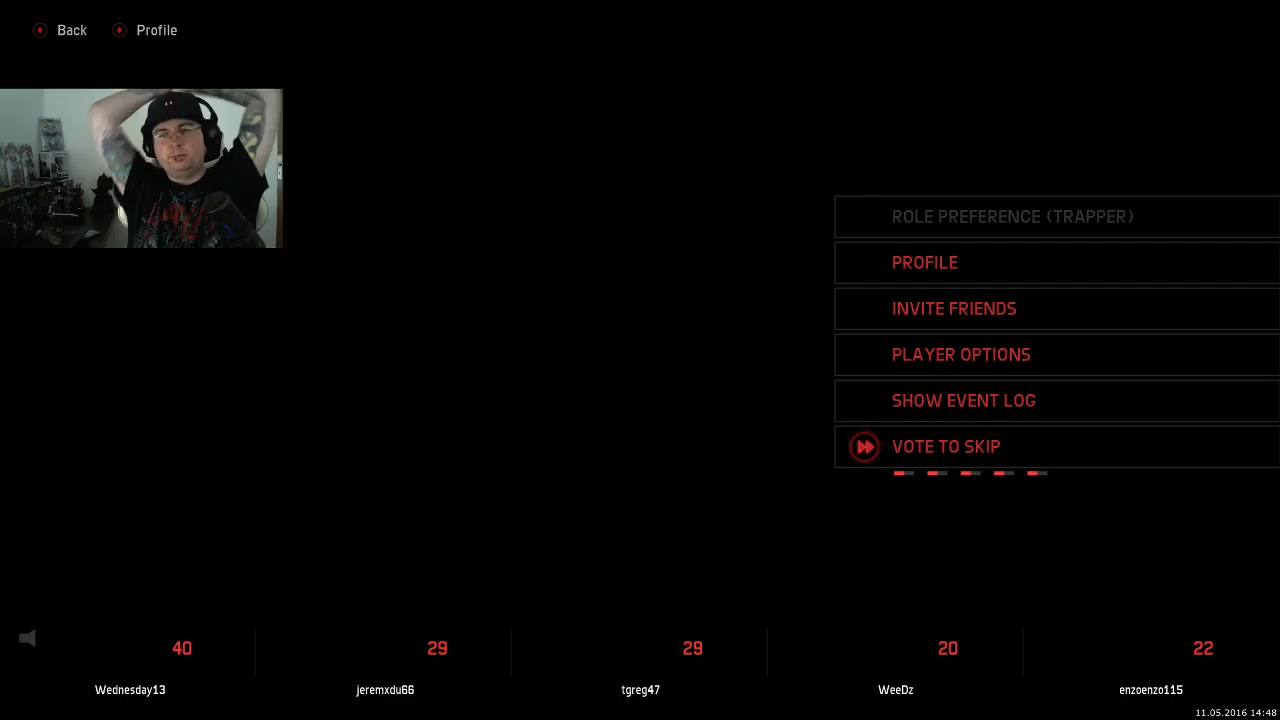 Back Profile
ROLE PREFERENCE (TRAPPER)
PROFILE
INVITE FRIENDS
PLAYER OPTIONS
SHOW EVENT LOG
VOTE TO SKIP
40 29 29 20 22
Wednesday13 jeremxdu66 tgreg47 WeeDz enzoenzo115
11.05.2016 14:48